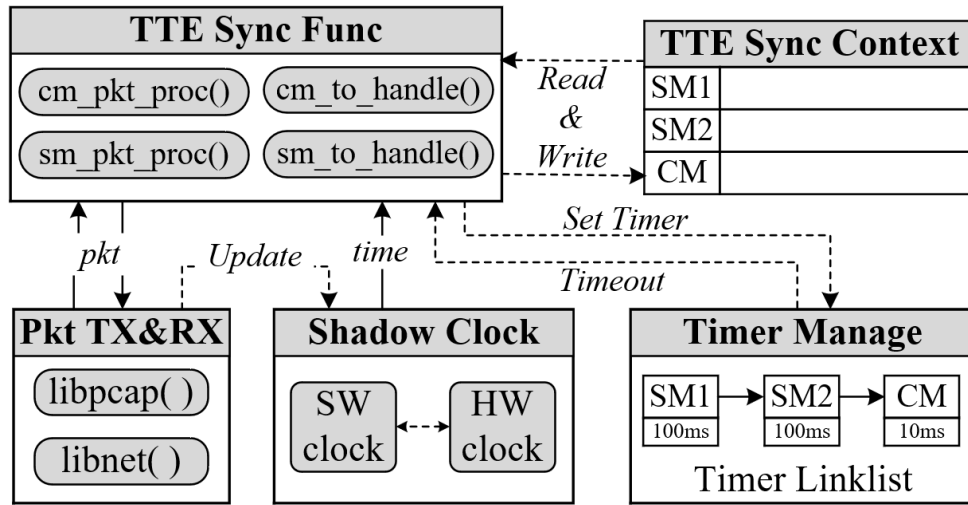 TTE Sync Func
cm_pkt_proc()
cm_to_handle()
sm_pkt_proc()
sm_to_handle()
Read
&
Write
TTE Sync Context
SM1
SM2
CM
pkt
Update
time
Set Timer
Timeout
Pkt TX&RX
libpcap( )
libnet( )
Shadow Clock
SW
clock
HW
clock
Timer Manage
SM1
100ms
SM2
100ms
CM
10ms
Timer Linklist